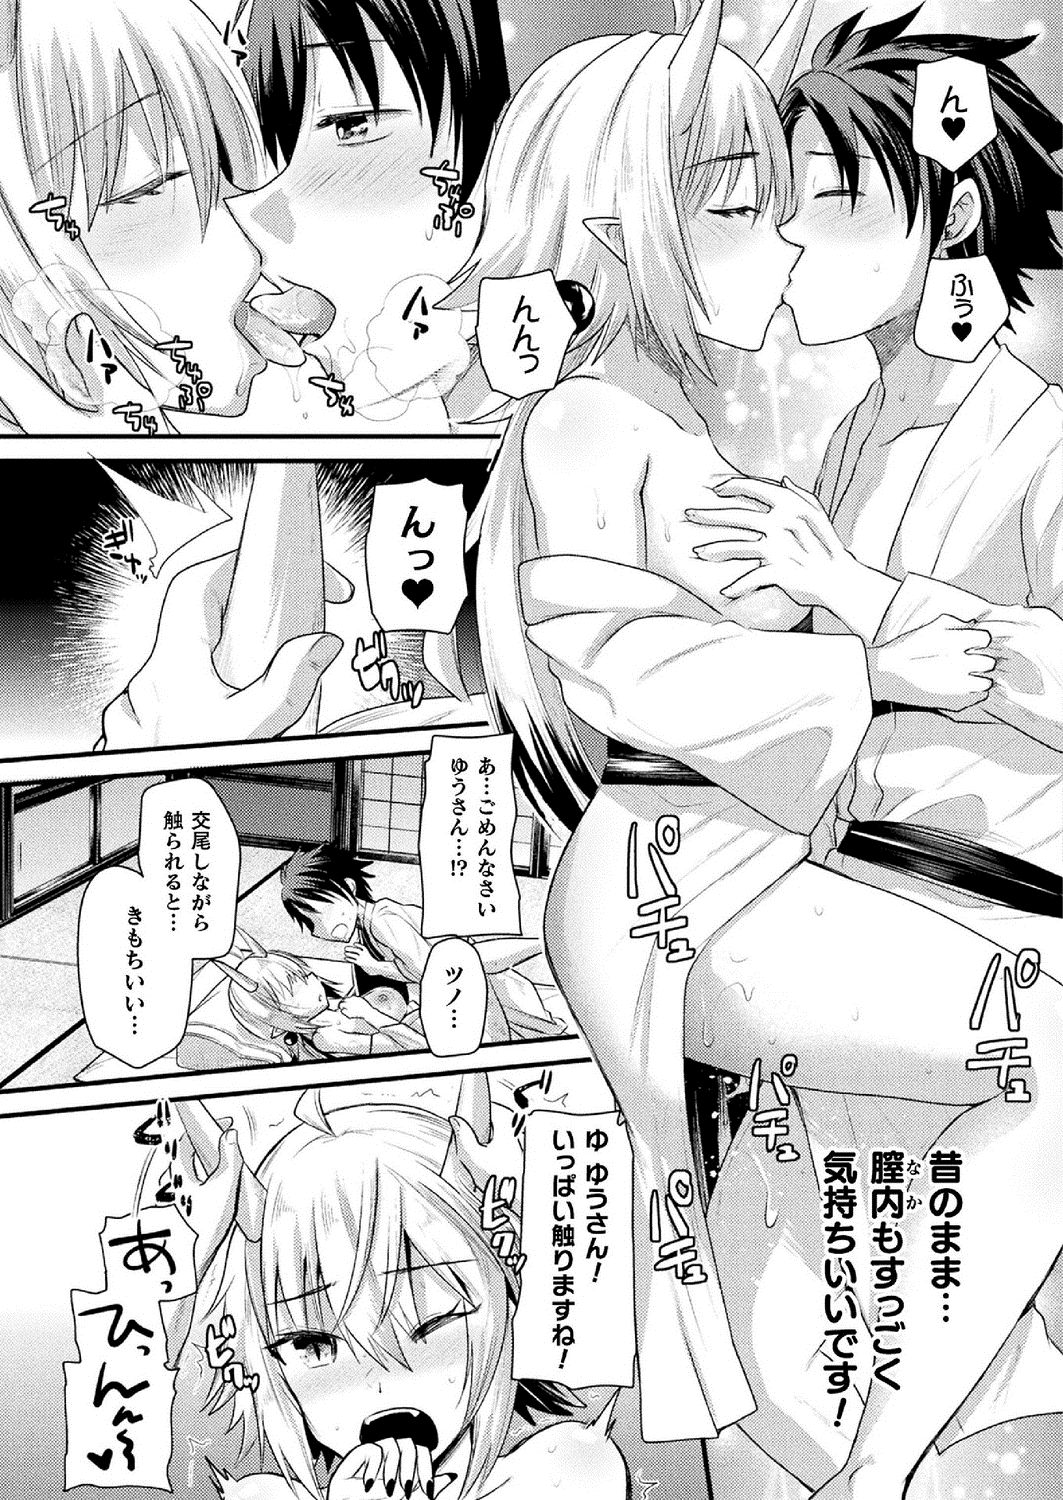 ん♥
ふぅ♥
んんっ
ハァ
ハァ
ちゅ
ちゅ
ちゅぷ
ちゅ
パチュ
パチュ
パチュ
パチュ
パチュ
昔のまま…
膣内もすっごく
なか
気持ちいいです!
んっ♥
ビクッ
あ…ごめんなさい
ゆうさん…!?
ツノ…
交尾しながら
触られると…
きもちいい…
ゆ ゆうさん!
いっぱい触りますね!
ビクッ
あっ
ひっんん〜♥